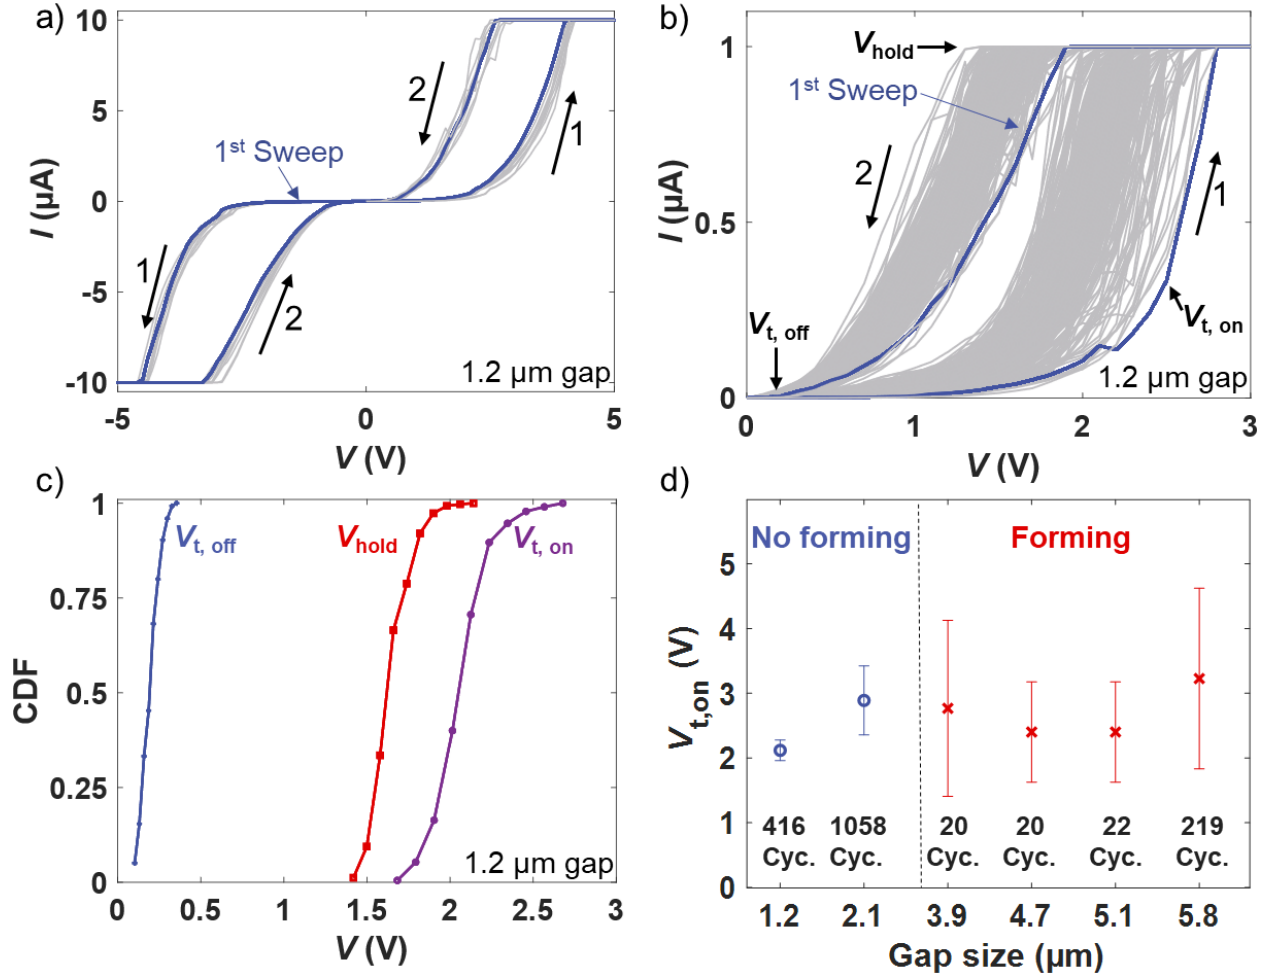 a)
10
5
0
-5
-10
I (µA)
1st Sweep
2
1
1
2
1.2 µm gap
-5
0
5
V (V)
b)
1
0.5
0
I (µA)
Vhold
1st Sweep
2
1
Vt, off
Vt, on
1.2 µm gap
0
1
2
3
V (V)
c)
1
0.75
0.5
0.25
0
CDF
Vt, off
Vhold
Vt, on
1.2 µm gap
0
0.5
1
1.5
2
2.5
3
V (V)
d)
No forming
Forming
5
4
3
2
1
0
Vt,on (V)
416
Cyc.
1058
Cyc.
20
Cyc.
20
Cyc.
22
Cyc.
219
Cyc.
1.2
2.1
3.9
4.7
5.1
5.8
Gap size (µm)